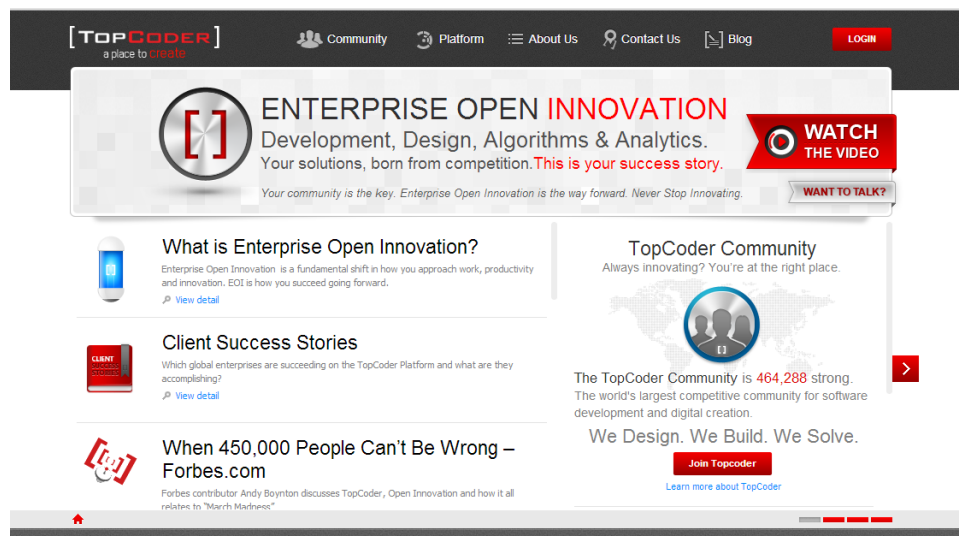 [TOPCODER]
a place to create
Community
Platform
About Us
Contact Us
Blog
LOGIN
[ ]
ENTERPRISE OPEN INNOVATION
Development, Design, Algorithms & Analytics.
Your solutions, born from competition.This is your success story.
Your community is the key. Enterprise Open Innovation is the way forward. Never Stop Innovating.
WATCH
THE VIDEO
WANT TO TALK?
What is Enterprise Open Innovation?
Enterprise Open Innovation is a fundamental shift in how you approach work, productivity
and innovation. EOI is how you succeed going forward.
View detail
CLIENT
SUCCESS
STORIES
Client Success Stories
Which global enterprises are succeeding on the TopCoder Platform and what are they
accomplishing?
View detail
When 450,000 People Can't Be Wrong –
Forbes.com
Forbes contributor Andy Boynton discusses TopCoder, Open Innovation and how it all
relates to "March Madness"
TopCoder Community
Always innovating? You're at the right place.
The TopCoder Community is 464,288 strong.
The world's largest competitive community for software
development and digital creation.
We Design. We Build. We Solve.
Join Topcoder
Learn more about TopCoder